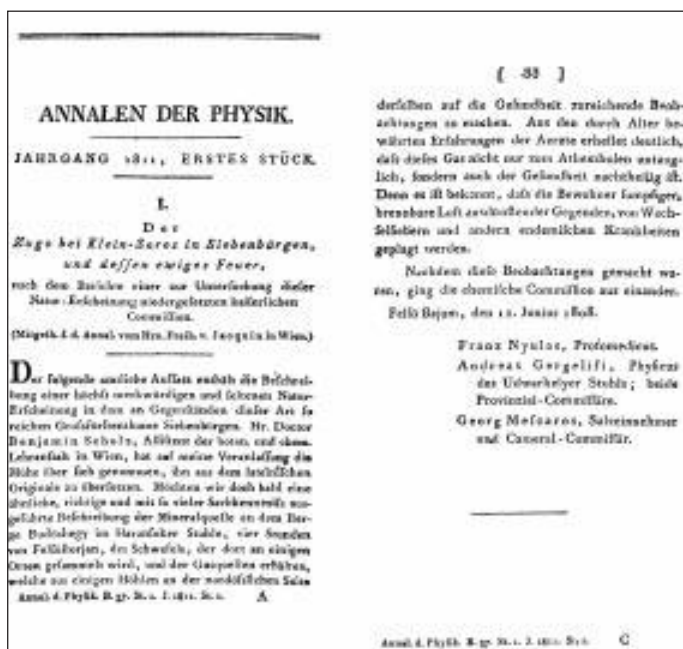 ANNALEN DER PHYSIK.
JAHRGANG 1811, ERSTES STÜCK.
I.
Der
Zugo bei Klein-Saros in Siebenbürgen,
und deſſen ewiges Feuer,
nach dem Berichte einer zur Unterſuchung dieſer
Natur-Erſcheinung niedergeſetzten kaiſerlichen
Commiſſion.
(Mitgeth. f. d. Annal. von Hrn. Freih. v. Jacquin in Wien.)
Der folgende amtliche Aufſatz enthält die Beſchrei-
bung einer höchſt merkwürdigen und ſeltenen Natur-
Erſcheinung in dem an Gegenſtänden dieſer Art ſo
reichen Großfürſtenthume Siebenbürgen. Hr. Doctor
Benjamin Scholz, Aſſiſtent der botan. und chem.
Lehranſtalt in Wien, hat auf meine Veranlaſſung die
Mühe über ſich genommen, ihn aus dem lateiniſchen
Originale zu überſetzen. Möchten wir doch bald eine
ähnliche, richtige und mit ſo vieler Sachkenntniſs aus-
geführte Beſchreibung der Mineralquelle an dem Ber-
ge Budoshegy im Stuhle, vier Stunden
von, des Schwefels, der dort an einigen
Orten geſammelt wird, und der Gasquellen erhalten,
welche aus einigen Höhlen an der nordöſtlichen Seite
Annal. d. Phyſik. B. 37. St. 1. J. 1811. St. 1. A
[ 33 ]
derſelben auf die Geſundheit zureichende Beob-
achtungen zu machen. Aus den durch Alter be-
währten Erfahrungen der Aerzte erhellet deutlich,
daſs dieſes Gas nicht nur zum Athemholen untaug-
lich, ſondern auch der Geſundheit nachtheilig iſt.
Denn es iſt bekannt, daſs die Bewohner ſumpfiger,
brennbare Luft aushauchender Gegenden, von Wech-
ſelfiebern und andern endemiſchen Krankheiten
geplagt werden.
Nachdem dieſe Beobachtungen gemacht wa-
ren, ging die chemiſche Commiſſion aus einander.
Felſö Bajom, den 12. Junius 1808.
Franz Nyulas, Protomedicus.
Andreas Gergelifi, Phyſicus
des Udvarhelyer Stuhls; beide
Provincial-Commiſſäre.
Georg Meſzaros, Salzeinnehmer
und Cameral-Commiſſär.
Annal. d. Phyſik. B. 37. St. 1. J. 1811. St. 1. C